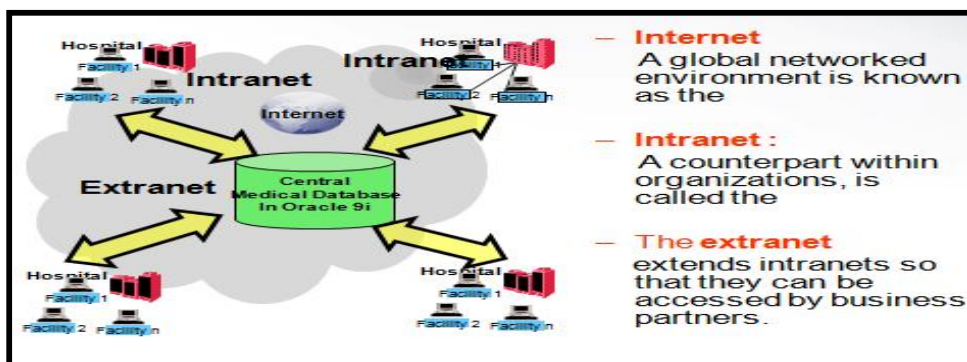 Hospital
Facility 1
Facility 2
Facility n
Intranet
Hospital
Facility 1
Facility 2
Facility n
Intranet
Internet
Extranet
Central
Medical Database
In Oracle 9i
Hospital
Facility 1
Facility 2
Facility n
Hospital
Facility 1
Facility 2
Facility n
– Internet
A global networked
environment is known
as the
– Intranet :
A counterpart within
organizations, is
called the
– The extranet
extends intranets so
that they can be
accessed by business
partners.